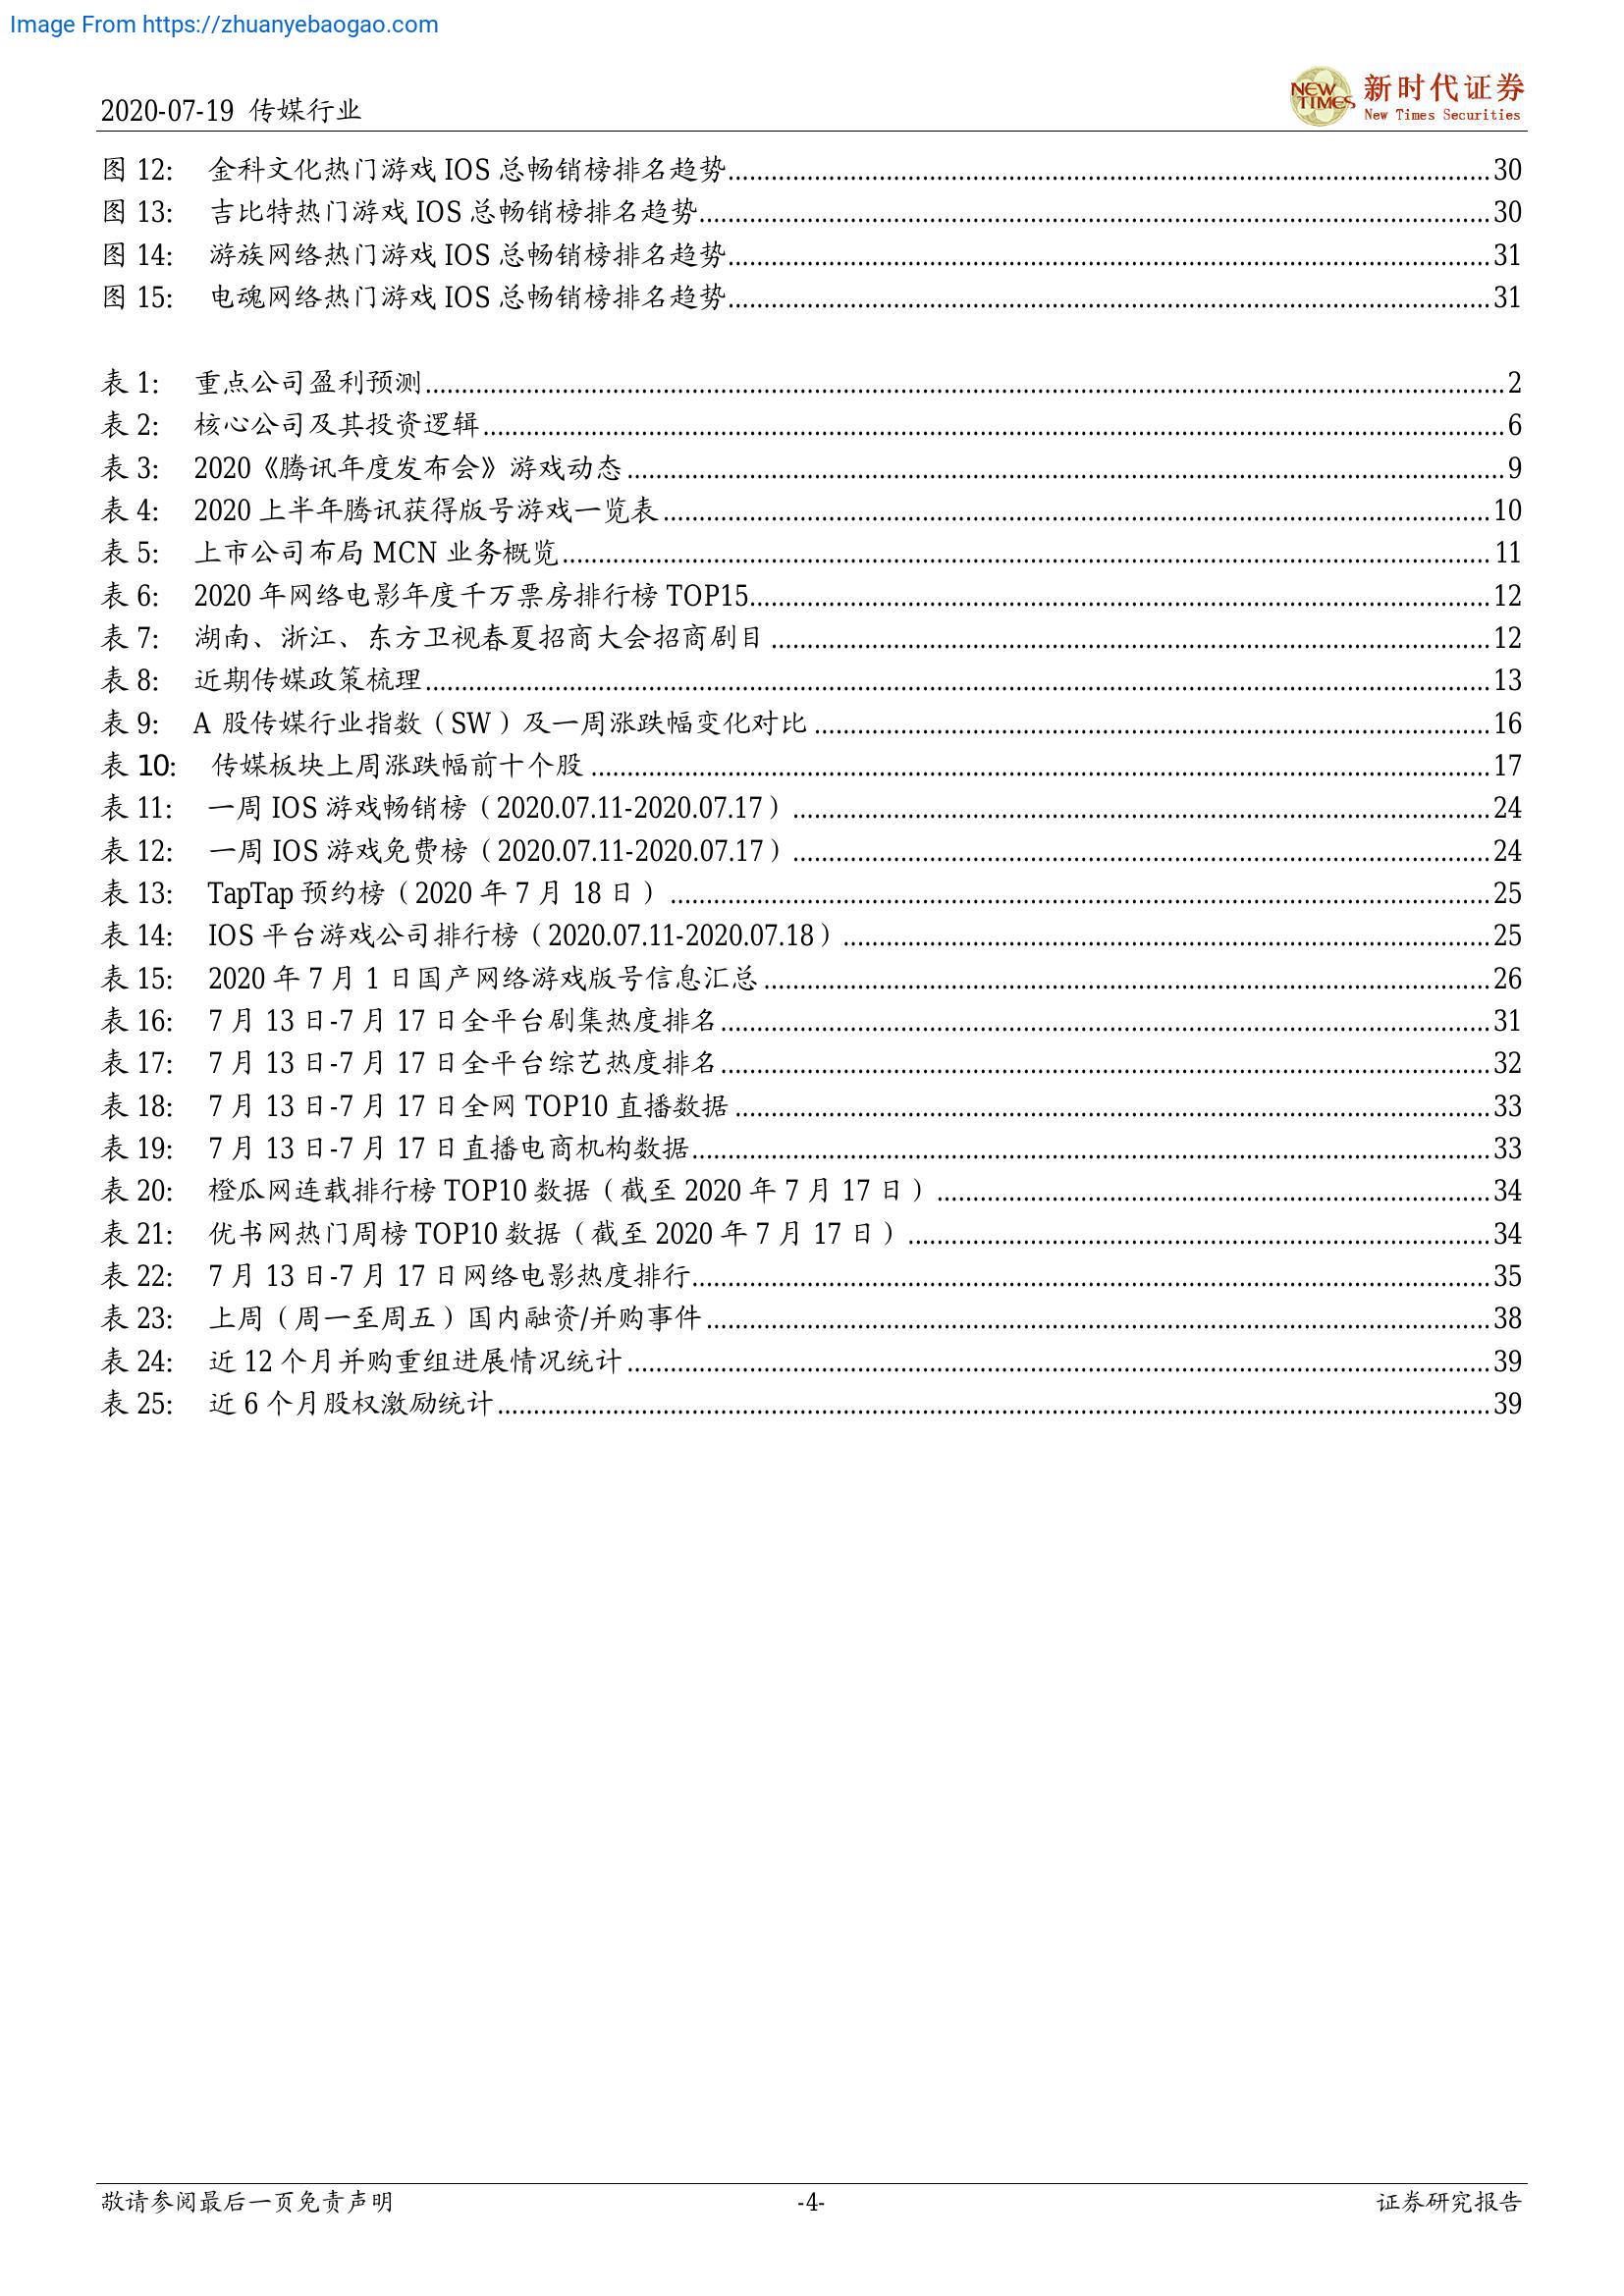 Image From https://zhuanyebaogao.com
2020-07-19 传媒行业
NEW TIMES
新时代证券
New Times Securities
图 12: 金科文化热门游戏 IOS 总畅销榜排名趋势 30
图 13: 吉比特热门游戏 IOS 总畅销榜排名趋势 30
图 14: 游族网络热门游戏 IOS 总畅销榜排名趋势 31
图 15: 电魂网络热门游戏 IOS 总畅销榜排名趋势 31
表 1: 重点公司盈利预测 2
表 2: 核心公司及其投资逻辑 6
表 3: 2020《腾讯年度发布会》游戏动态 9
表 4: 2020 上半年腾讯获得版号游戏一览表 10
表 5: 上市公司布局 MCN 业务概览 11
表 6: 2020 年网络电影年度千万票房排行榜 TOP15 12
表 7: 湖南、浙江、东方卫视春夏招商大会招商剧目 12
表 8: 近期传媒政策梳理 13
表 9: A 股传媒行业指数（SW）及一周涨跌幅变化对比 16
表 10: 传媒板块上周涨跌幅前十个股 17
表 11: 一周 IOS 游戏畅销榜（2020.07.11-2020.07.17） 24
表 12: 一周 IOS 游戏免费榜（2020.07.11-2020.07.17） 24
表 13: TapTap 预约榜（2020 年 7 月 18 日） 25
表 14: IOS 平台游戏公司排行榜（2020.07.11-2020.07.18） 25
表 15: 2020 年 7 月 1 日国产网络游戏版号信息汇总 26
表 16: 7 月 13 日-7 月 17 日全平台剧集热度排名 31
表 17: 7 月 13 日-7 月 17 日全平台综艺热度排名 32
表 18: 7 月 13 日-7 月 17 日全网 TOP10 直播数据 33
表 19: 7 月 13 日-7 月 17 日直播电商机构数据 33
表 20: 橙瓜网连载排行榜 TOP10 数据（截至 2020 年 7 月 17 日） 34
表 21: 优书网热门周榜 TOP10 数据（截至 2020 年 7 月 17 日） 34
表 22: 7 月 13 日-7 月 17 日网络电影热度排行 35
表 23: 上周（周一至周五）国内融资/并购事件 38
表 24: 近 12 个月并购重组进展情况统计 39
表 25: 近 6 个月股权激励统计 39
敬请参阅最后一页免责声明 -4- 证券研究报告